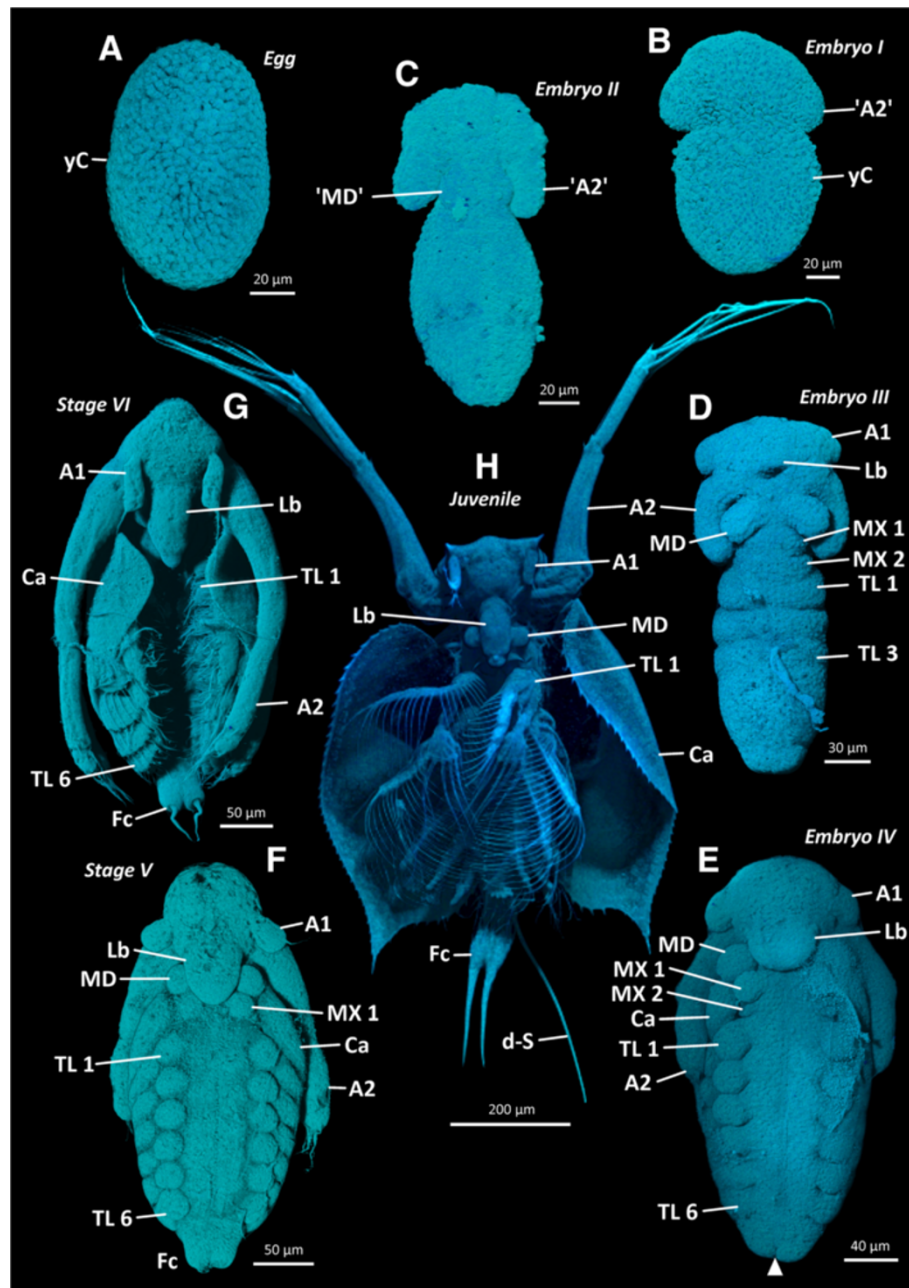 A
Egg
yC
20 µm
B
Embryo I
'A2'
yC
20 µm
C
Embryo II
'MD'
'A2'
20 µm
D
Embryo III
A1
Lb
A2
MD
MX 1
MX 2
TL 1
TL 3
30 µm
Stage VI
G
A1
Lb
Ca
TL 1
A2
TL 6
Fc
50 µm
H
Juvenile
A1
Lb
MD
TL 1
Ca
Fc
d-S
200 µm
Stage V
F
A1
Lb
MD
MX 1
Ca
TL 1
A2
TL 6
Fc
50 µm
Embryo IV
E
A1
Lb
MD
MX 1
MX 2
Ca
TL 1
A2
TL 6
40 µm